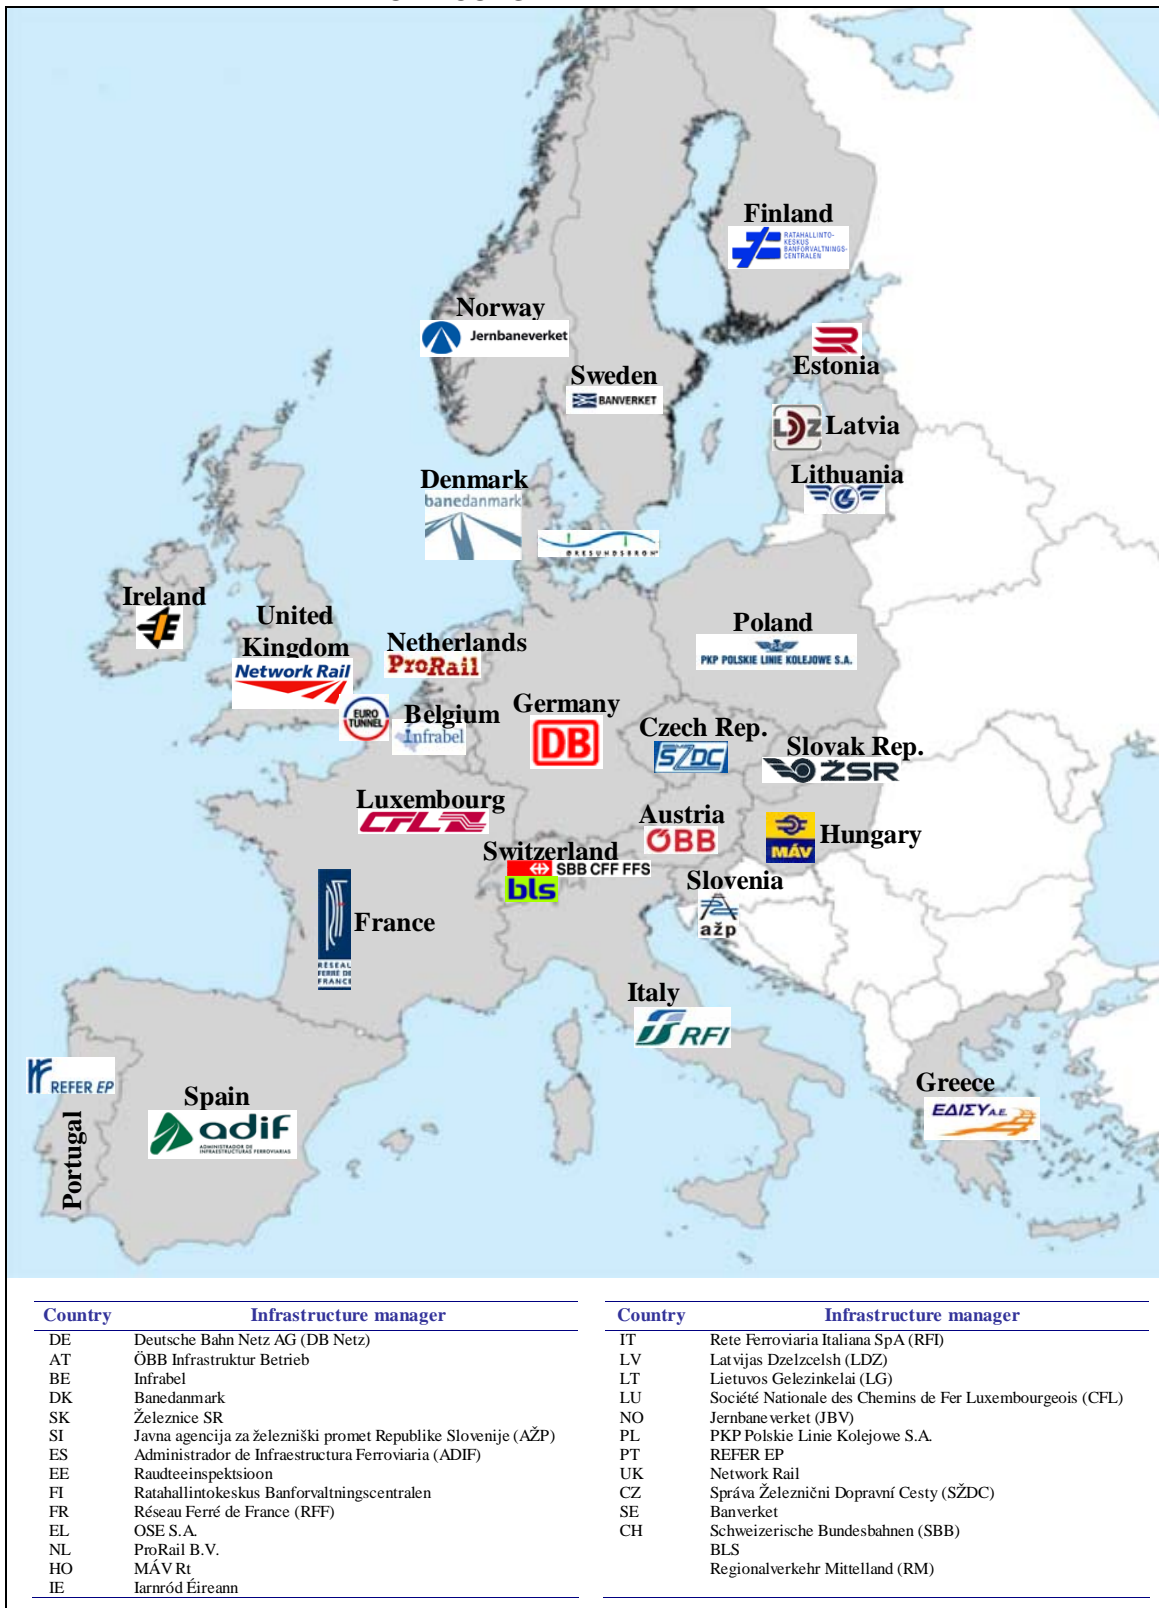 Finland
RATAHALLINTO-
KESKUS
BANFORVALTNINGS-
CENTRALEN
Norway
Jernbaneverket
Estonia
Sweden
BANVERKET
LDZ
Latvia
Lithuania
Denmark
banedanmark
ØRESUNDSBRON
Ireland
IE
United
Kingdom
Network Rail
Netherlands
ProRail
Poland
PKP POLSKIE LINIE KOLEJOWE S.A.
EURO
TUNNEL
Belgium
Infrabel
Germany
DB
Czech Rep.
SŽDC
Slovak Rep.
ŽSR
Luxembourg
CFL
Austria
ÖBB
MÁV
Hungary
Switzerland
SBB CFF FFS
bls
Slovenia
ažp
France
RÉSEAU
FERRÉ DE
FRANCE
Italy
RFI
REFER EP
Portugal
Spain
adif
ADMINISTRADOR DE
INFRAESTRUCTURAS FERROVIARIAS
Greece
ΕΔΙΣΥ Α.Ε.
Country Infrastructure manager
DE Deutsche Bahn Netz AG (DB Netz)
AT ÖBB Infrastruktur Betrieb
BE Infrabel
DK Banedanmark
SK Železnice SR
SI Javna agencija za železniški promet Republike Slovenije (AŽP)
ES Administrador de Infraestructura Ferroviaria (ADIF)
EE Raudteeinspektsioon
FI Ratahallintokeskus Banforvaltningscentralen
FR Réseau Ferré de France (RFF)
EL OSE S.A.
NL ProRail B.V.
HO MÁV Rt
IE Iarnród Éireann
Country Infrastructure manager
IT Rete Ferroviaria Italiana SpA (RFI)
LV Latvijas Dzelzcelsh (LDZ)
LT Lietuvos Gelezinkelai (LG)
LU Société Nationale des Chemins de Fer Luxembourgeois (CFL)
NO Jernbaneverket (JBV)
PL PKP Polskie Linie Kolejowe S.A.
PT REFER EP
UK Network Rail
CZ Správa Železniční Dopravní Cesty (SŽDC)
SE Banverket
CH Schweizerische Bundesbahnen (SBB)
BLS
Regionalverkehr Mittelland (RM)